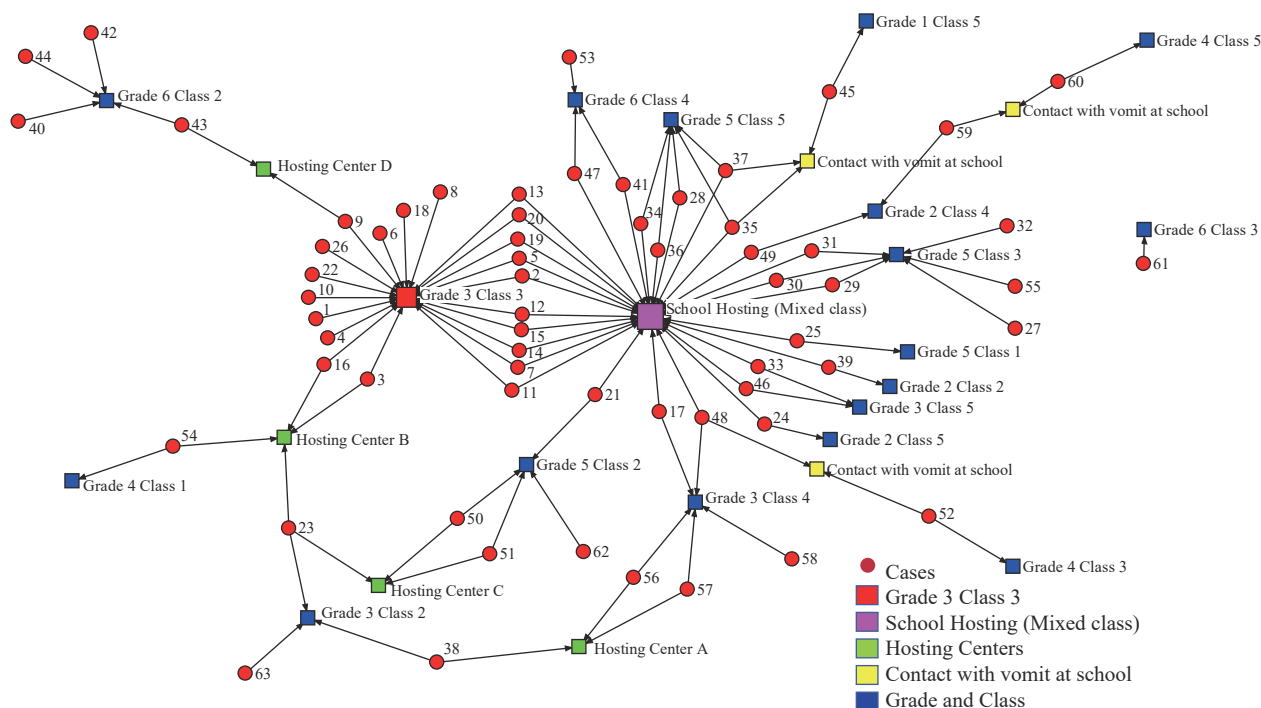 Grade 1 Class 5
42
Grade 4 Class 5
44
53
60
Grade 6 Class 2
45
Grade 6 Class 4
Contact with vomit at school
Grade 5 Class 5
40
43
59
Hosting Center D
37
Contact with vomit at school
47
41
8
13
28
18
20
34
Grade 2 Class 4
9
6
35
32
Grade 6 Class 3
26
19
36
49
31
Grade 5 Class 3
5
61
22
2
30
29
55
10
Grade 3 Class 3
1
12
School Hosting (Mixed class)
4
15
27
25
14
Grade 5 Class 1
16
7
33
39
3
11
46
Grade 2 Class 2
21
Grade 3 Class 5
17
48
24
54
Hosting Center B
Grade 2 Class 5
Grade 5 Class 2
Contact with vomit at school
Grade 4 Class 1
Grade 3 Class 4
50
52
23
51
62
58
Grade 4 Class 3
56
Hosting Center C
57
Grade 3 Class 2
38
Hosting Center A
63
Cases
Grade 3 Class 3
School Hosting (Mixed class)
Hosting Centers
Contact with vomit at school
Grade and Class